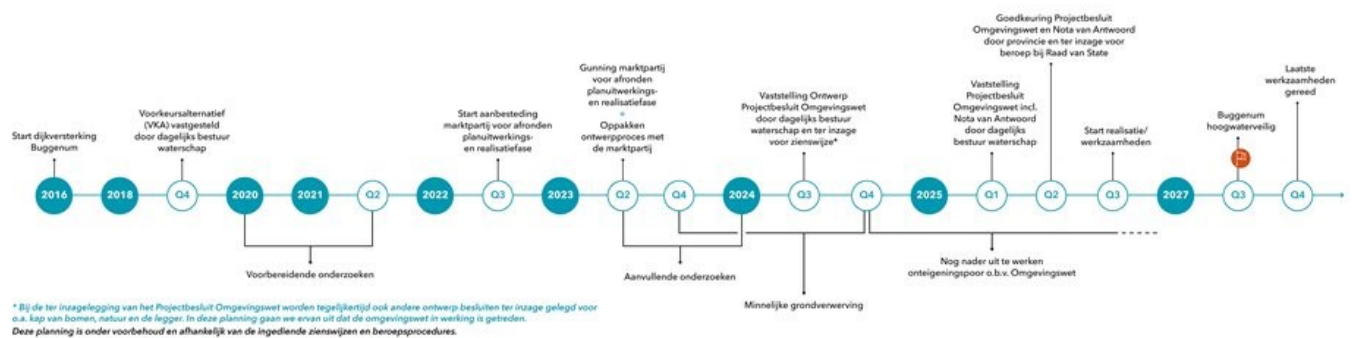 Start dijkversterking
Buggenum
Voorkeursalternatief
(VKA) vastgesteld
door dagelijks bestuur
waterschap
Start aanbesteding
marktpartij voor afronden
planuitwerkings-
en realisatiefase
Gunning marktpartij
voor afronden
planuitwerkings-
en realisatiefase
+
Oppakken
ontwerpproces met
de marktpartij
Vaststelling Ontwerp
Projectbesluit Omgevingswet
door dagelijks bestuur
waterschap en ter inzage
voor zienswijze*
Vaststelling
Projectbesluit
Omgevingswet incl.
Nota van Antwoord
door dagelijks
bestuur waterschap
Goedkeuring Projectbesluit
Omgevingswet en Nota van Antwoord
door provincie en ter inzage voor
beroep bij Raad van State
Start realisatie/
werkzaamheden
Buggenum
hoogwaterveilig
Laatste
werkzaamheden
gereed
2016 2018 Q4 2020 2021 Q2 2022 Q3 2023 Q2 Q4 2024 Q3 Q4 2025 Q1 Q2 Q3 2027 Q3 Q4
Voorbereidende onderzoeken
Aanvullende onderzoeken
Minnelijke grondverwerving
Nog nader uit te werken
onteigeningspoor o.b.v. Omgevingswet
* Bij de ter inzagelegging van het Projectbesluit Omgevingswet worden tegelijkertijd ook andere ontwerp-besluiten ter inzage gelegd voor
o.a. kap van bomen, natuur en de legger. In deze planning gaan we ervan uit dat de omgevingswet in werking is getreden.
Deze planning is onder voorbehoud en afhankelijk van de ingediende zienswijzen en beroepsprocedures.